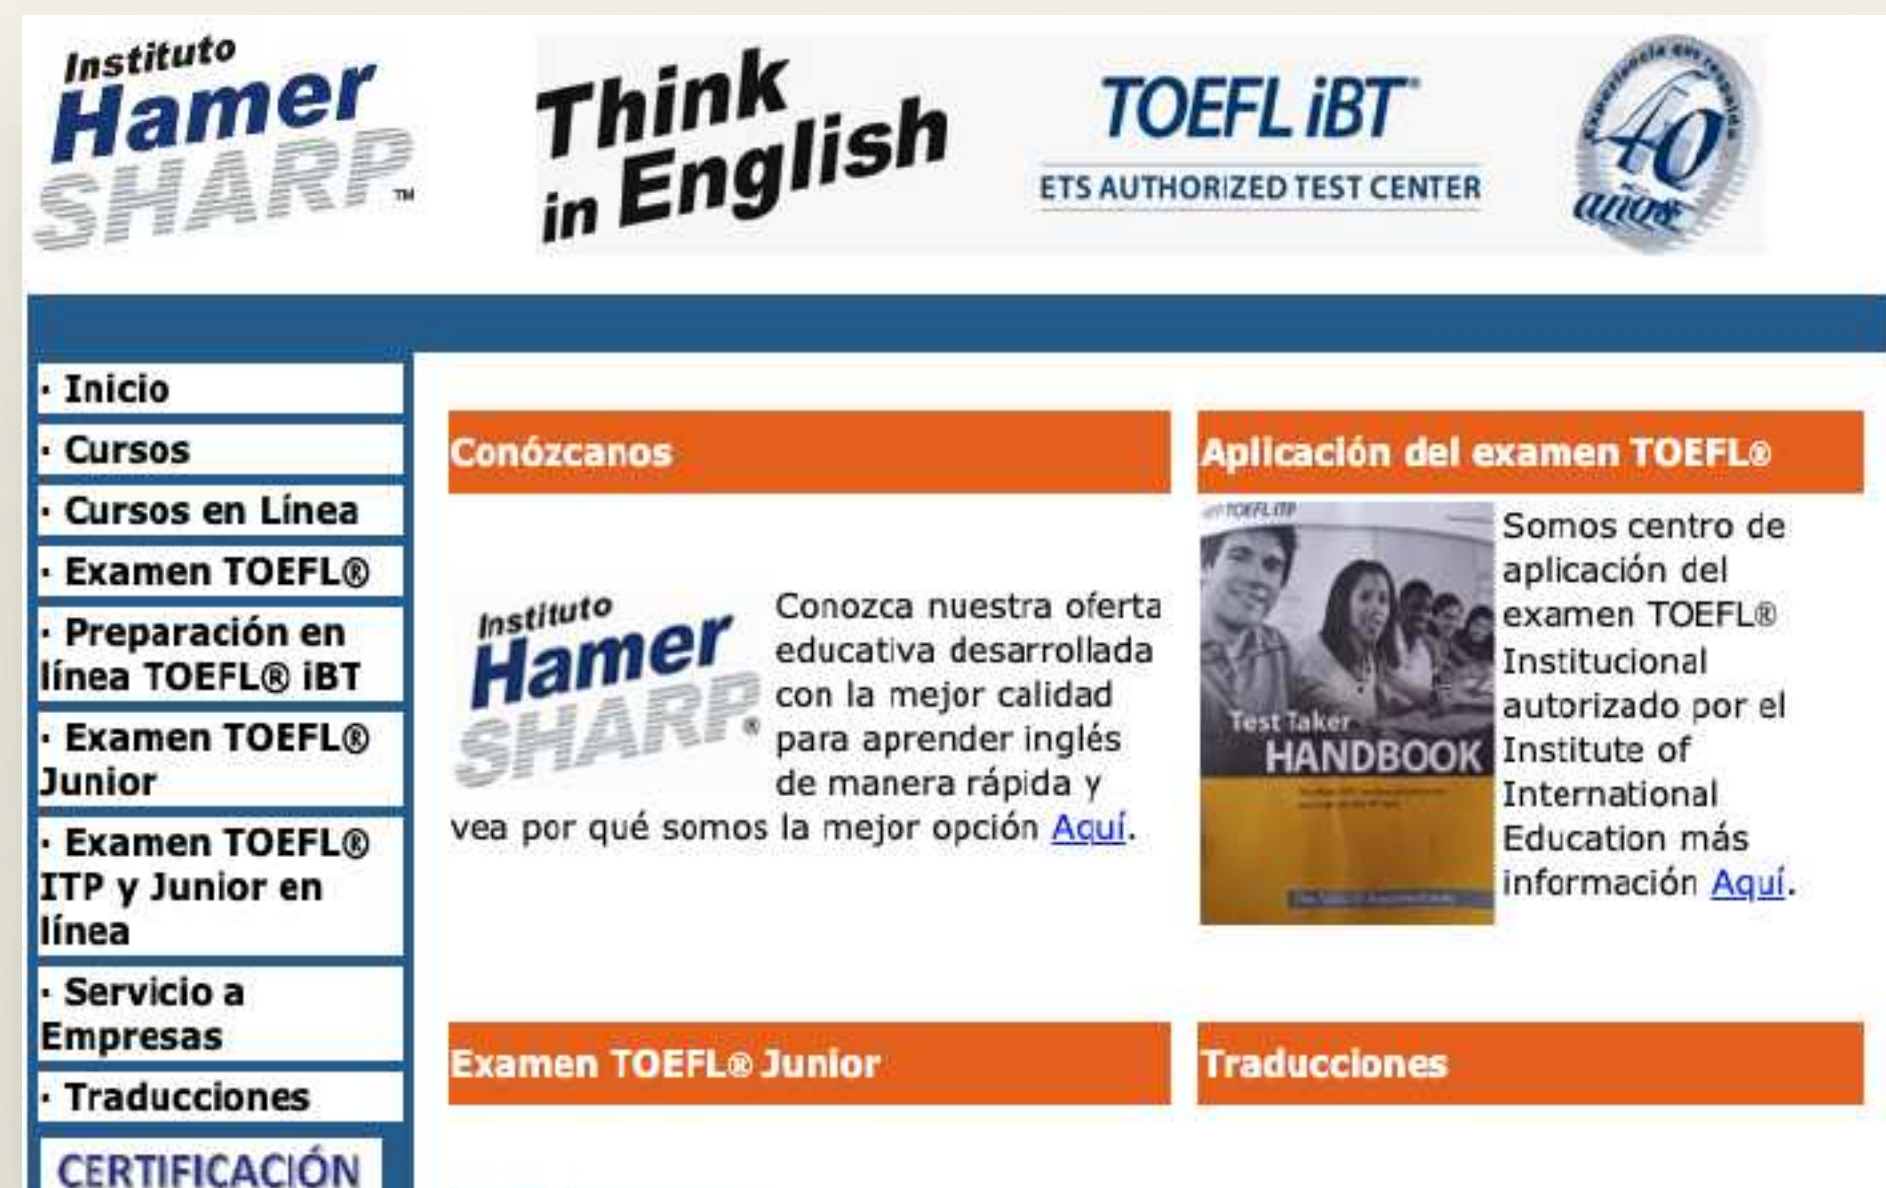 Instituto
Hamer
SHARP™
Think
in English
TOEFL iBT®
ETS AUTHORIZED TEST CENTER
Experiencia que respalda
40
años
· Inicio
· Cursos
· Cursos en Línea
· Examen TOEFL®
· Preparación en
línea TOEFL® iBT
· Examen TOEFL®
Junior
· Examen TOEFL®
ITP y Junior en
línea
· Servicio a
Empresas
· Traducciones
CERTIFICACIÓN
Conózcanos
Instituto
Hamer
SHARP®
Conozca nuestra oferta
educativa desarrollada
con la mejor calidad
para aprender inglés
de manera rápida y
vea por qué somos la mejor opción Aquí.
Aplicación del examen TOEFL®
TOEFL ITP
Test Taker
HANDBOOK
Somos centro de
aplicación del
examen TOEFL®
Institucional
autorizado por el
Institute of
International
Education más
información Aquí.
Examen TOEFL® Junior
Traducciones